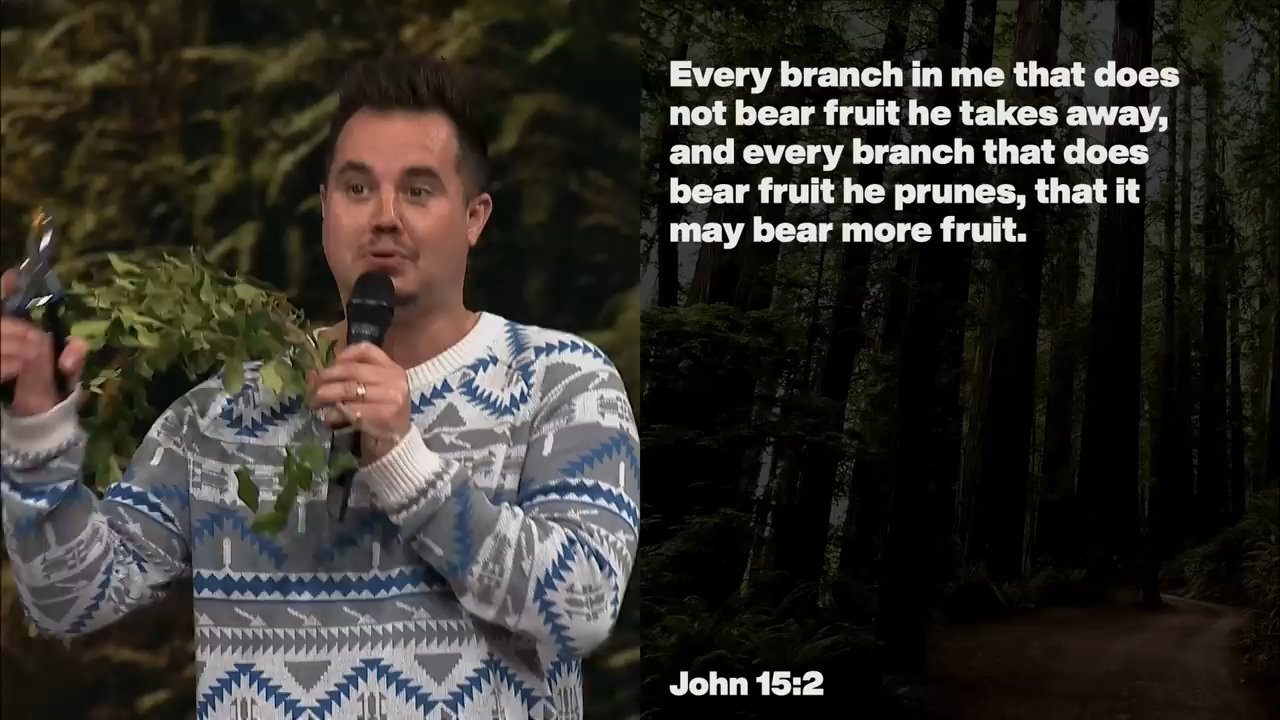 Every branch in me that does
not bear fruit he takes away,
and every branch that does
bear fruit he prunes, that it
may bear more fruit.
John 15:2